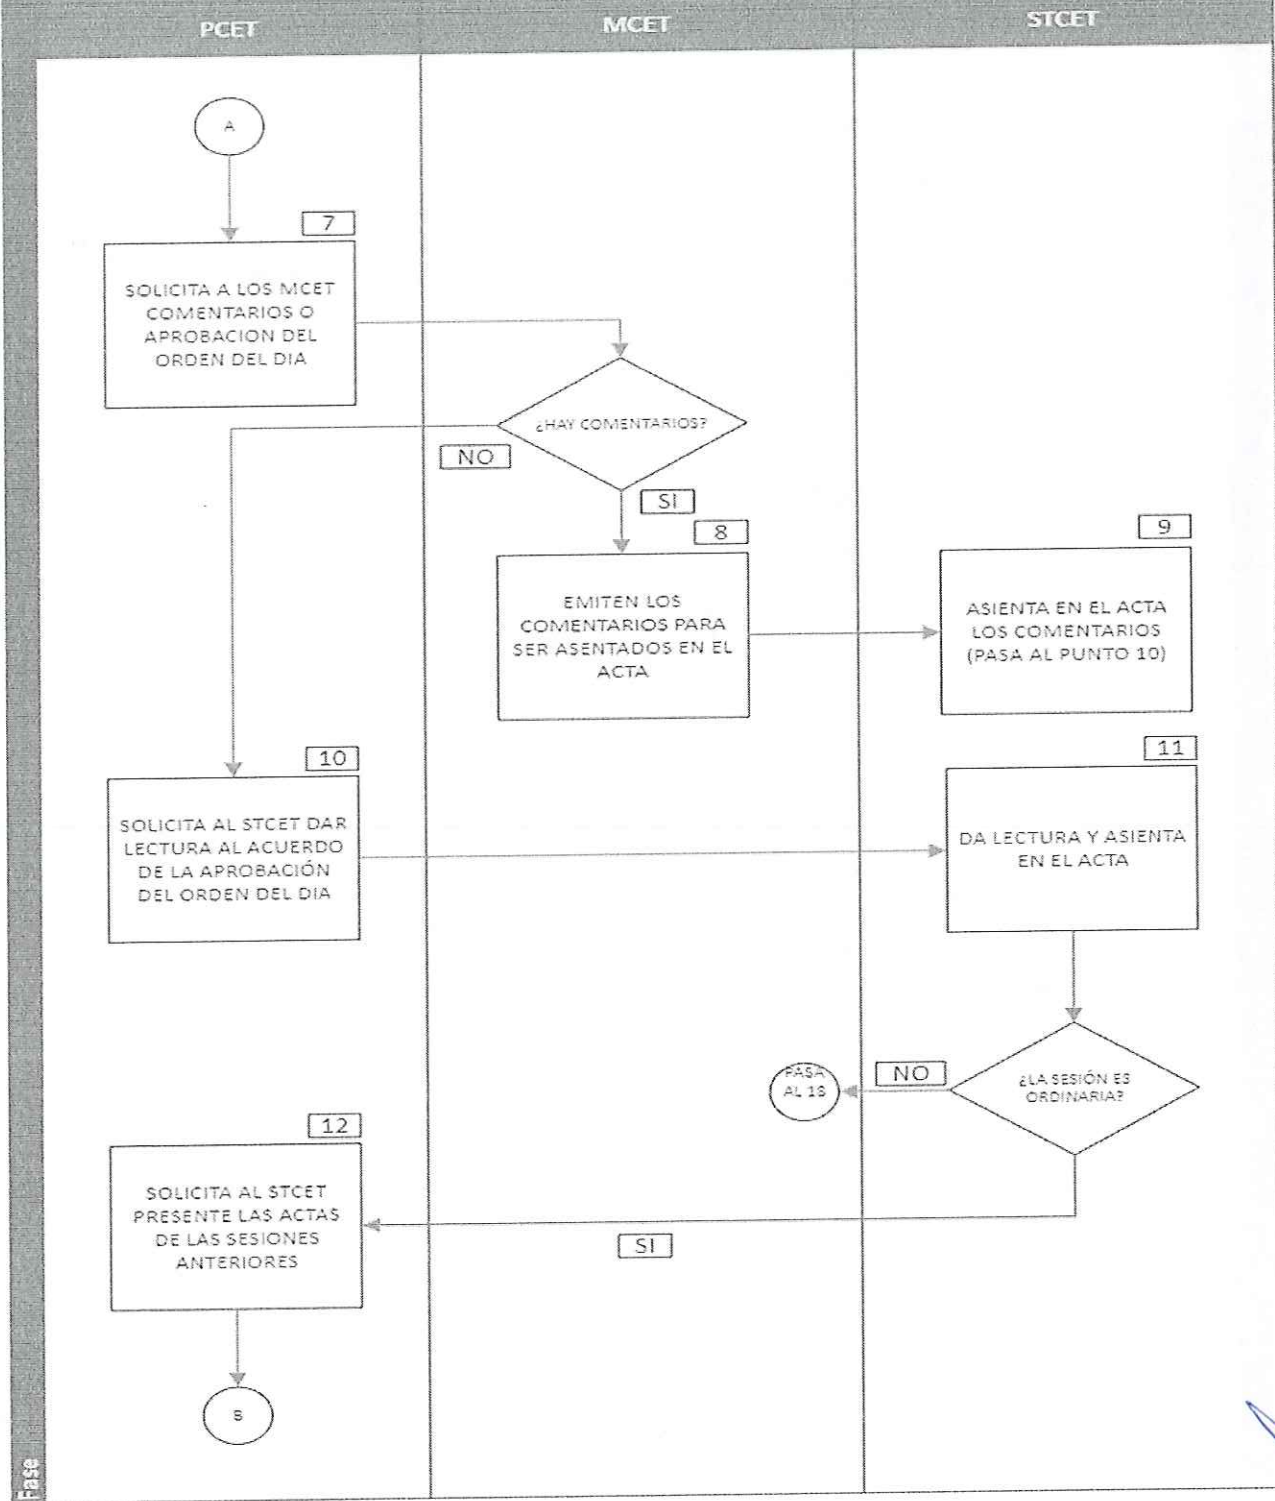 PCET
MCET
STCET
A
7
SOLICITA A LOS MCET
COMENTARIOS O
APROBACION DEL
ORDEN DEL DIA
¿HAY COMENTARIOS?
NO
SI
8
EMITEN LOS
COMENTARIOS PARA
SER ASENTADOS EN EL
ACTA
9
ASIENTA EN EL ACTA
LOS COMENTARIOS
(PASA AL PUNTO 10)
10
SOLICITA AL STCET DAR
LECTURA AL ACUERDO
DE LA APROBACIÓN
DEL ORDEN DEL DIA
11
DA LECTURA Y ASIENTA
EN EL ACTA
¿LA SESIÓN ES
ORDINARIA?
NO
PASA
AL 18
SI
12
SOLICITA AL STCET
PRESENTE LAS ACTAS
DE LAS SESIONES
ANTERIORES
B
Fase